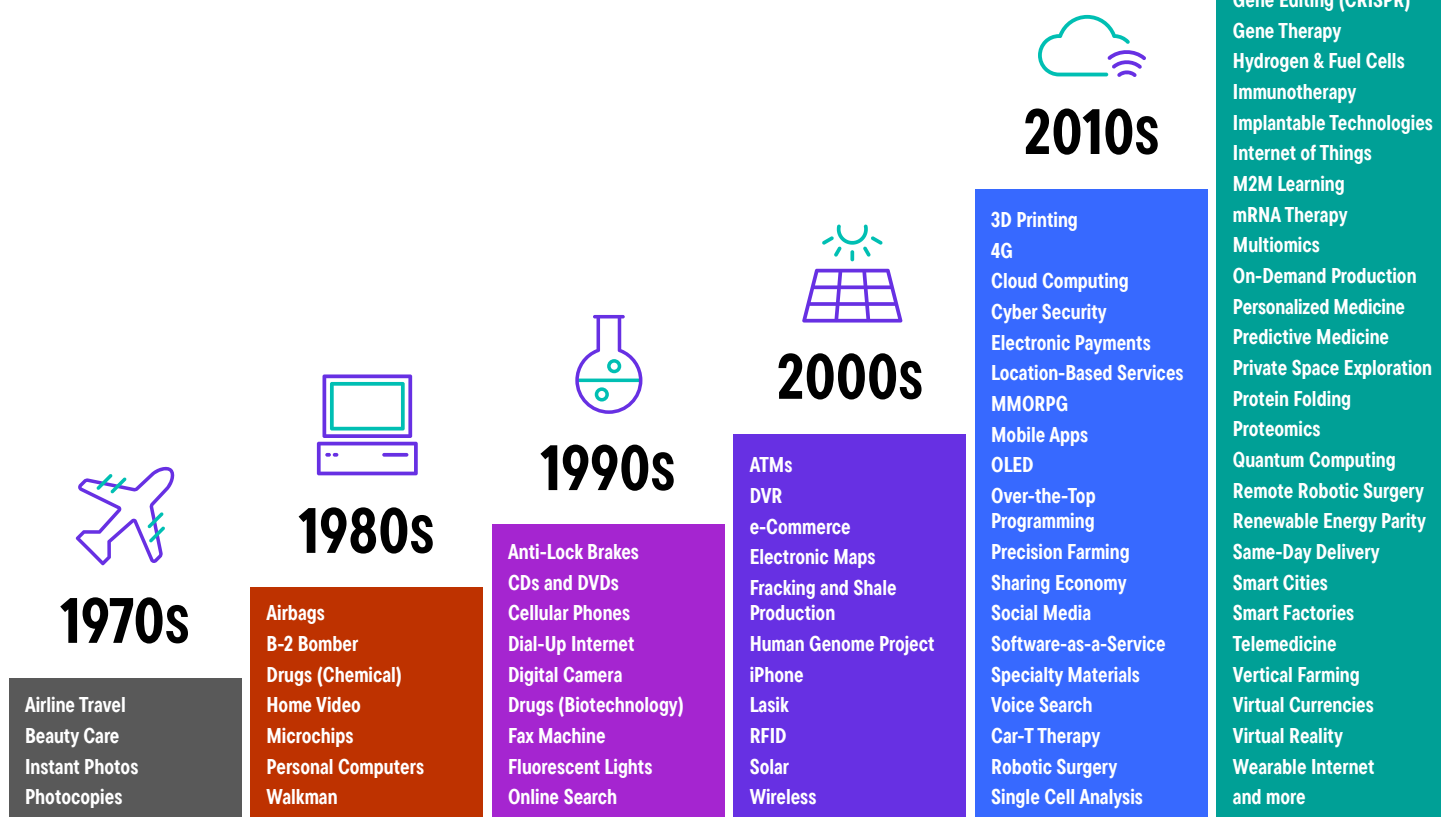 1970s
Airline Travel
Beauty Care
Instant Photos
Photocopies
1980s
Airbags
B-2 Bomber
Drugs (Chemical)
Home Video
Microchips
Personal Computers
Walkman
1990s
Anti-Lock Brakes
CDs and DVDs
Cellular Phones
Dial-Up Internet
Digital Camera
Drugs (Biotechnology)
Fax Machine
Fluorescent Lights
Online Search
2000s
ATMs
DVR
e-Commerce
Electronic Maps
Fracking and Shale
Production
Human Genome Project
iPhone
Lasik
RFID
Solar
Wireless
2010s
3D Printing
4G
Cloud Computing
Cyber Security
Electronic Payments
Location-Based Services
MMORPG
Mobile Apps
OLED
Over-the-Top
Programming
Precision Farming
Sharing Economy
Social Media
Software-as-a-Service
Specialty Materials
Voice Search
Car-T Therapy
Robotic Surgery
Single Cell Analysis
Gene Editing (CRISPR)
Gene Therapy
Hydrogen & Fuel Cells
Immunotherapy
Implantable Technologies
Internet of Things
M2M Learning
mRNA Therapy
Multiomics
On-Demand Production
Personalized Medicine
Predictive Medicine
Private Space Exploration
Protein Folding
Proteomics
Quantum Computing
Remote Robotic Surgery
Renewable Energy Parity
Same-Day Delivery
Smart Cities
Smart Factories
Telemedicine
Vertical Farming
Virtual Currencies
Virtual Reality
Wearable Internet
and more